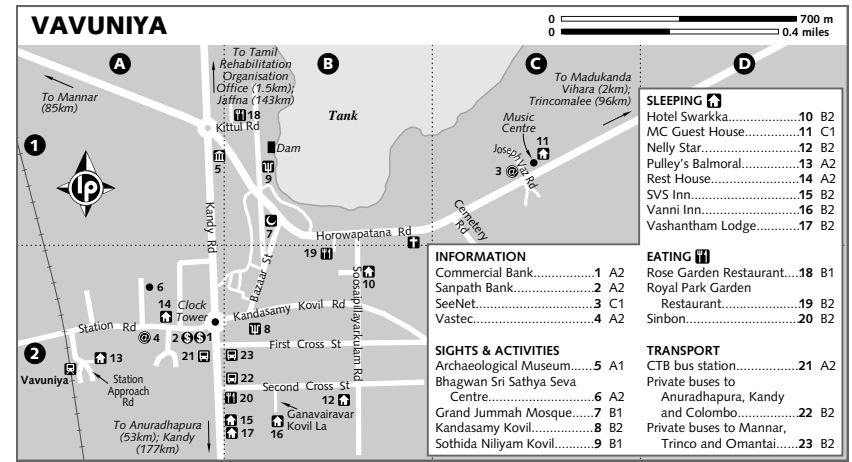 VAVUNIYA
0 700 m
0 0.4 miles
A
B
C
D
1
2
To Mannar
(85km)
To Tamil
Rehabilitation
Organisation
Office (1.5km);
Jaffna (143km)
18
Kittul Rd
Tank
Dam
5
9
To Madukanda
Vihara (2km);
Trincomalee (96km)
Music
Centre
11
3 @
Joseph Vaz Rd
Cemetery
Rd
lp
Kandy Rd
7
Horowapatana Rd
19
Bazaar St
10
Soosaipillayarkulam Rd
6
14
Clock
Tower
Kandasamy Kovil Rd
8
Station Rd
@ 4
2 $ $ 1
First Cross St
21
23
13
Vavuniya
Station
Approach
Rd
22
Second Cross St
20
12
Ganavairavar
Kovil La
15
17
16
To Anuradhapura
(53km); Kandy
(177km)
INFORMATION
Commercial Bank...............1 A2
Sanpath Bank....................2 A2
SeeNet...............................3 C1
Vastec................................4 A2
SIGHTS & ACTIVITIES
Archaeological Museum.....5 A1
Bhagwan Sri Sathya Seva
Centre................................6 A2
Grand Jummah Mosque.....7 B1
Kandasamy Kovil...............8 B2
Sothida Niliyam Kovil.........9 B1
SLEEPING
Hotel Swarkka.................10 B2
MC Guest House..............11 C1
Nelly Star.........................12 B2
Pulley's Balmoral..............13 A2
Rest House......................14 A2
SVS Inn............................15 B2
Vanni Inn.........................16 B2
Vashantham Lodge...........17 B2
EATING
Rose Garden Restaurant....18 B1
Royal Park Garden
Restaurant.......................19 B2
Sinbon.............................20 B2
TRANSPORT
CTB bus station................21 A2
Private buses to
Anuradhapura, Kandy
and Colombo...................22 B2
Private buses to Mannar,
Trinco and Omantai..........23 B2